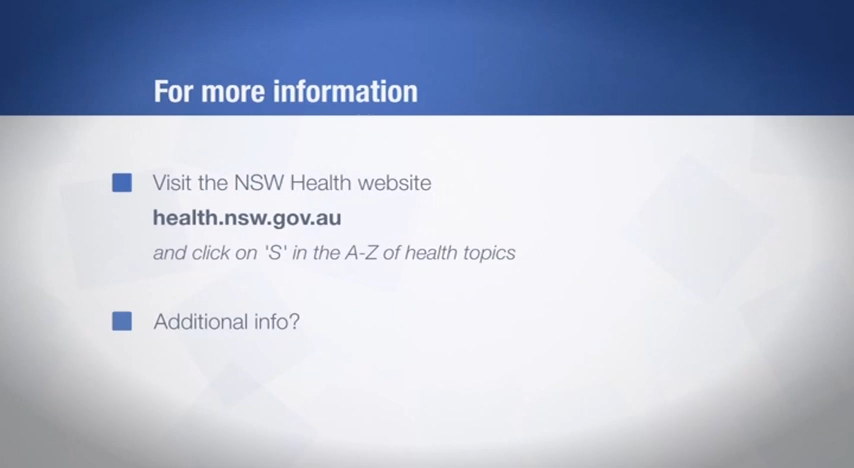 For more information
Visit the NSW Health website
health.nsw.gov.au
and click on 'S' in the A-Z of health topics
Additional info?